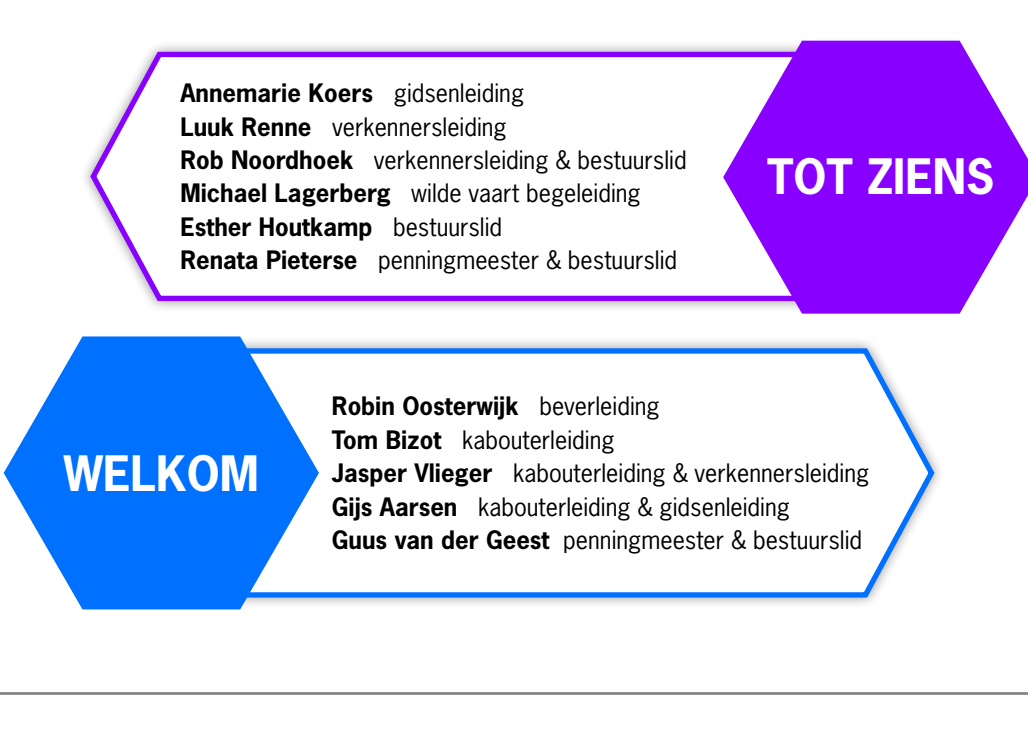 Annemarie Koers gidsenleiding
Luuk Renne verkennersleiding
Rob Noordhoek verkennersleiding & bestuurslid
Michael Lagerberg wilde vaart begeleiding
Esther Houtkamp bestuurslid
Renata Pieterse penningmeester & bestuurslid
TOT ZIENS
WELKOM
Robin Oosterwijk beverleiding
Tom Bizot kabouterleiding
Jasper Vlieger kabouterleiding & verkennersleiding
Gijs Aarsen kabouterleiding & gidsenleiding
Guus van der Geest penningmeester & bestuurslid